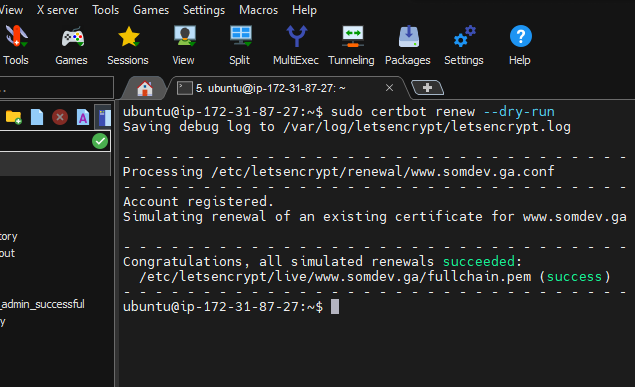 View X server Tools Games Settings Macros Help
Tools Games Sessions View Split MultiExec Tunneling Packages Settings Help
5. ubuntu@ip-172-31-87-27: ~
ubuntu@ip-172-31-87-27:~$ sudo certbot renew --dry-run
Saving debug log to /var/log/letsencrypt/letsencrypt.log
- - - - - - - - - - - - - - - - - - - - - - - - - - - - - - - - - - - -
Processing /etc/letsencrypt/renewal/www.somdev.ga.conf
- - - - - - - - - - - - - - - - - - - - - - - - - - - - - - - - - - - -
Account registered.
Simulating renewal of an existing certificate for www.somdev.ga
- - - - - - - - - - - - - - - - - - - - - - - - - - - - - - - - - - - -
Congratulations, all simulated renewals succeeded:
/etc/letsencrypt/live/www.somdev.ga/fullchain.pem (success)
- - - - - - - - - - - - - - - - - - - - - - - - - - - - - - - - - - - -
ubuntu@ip-172-31-87-27:~$
tory
out
_admin_successful
y